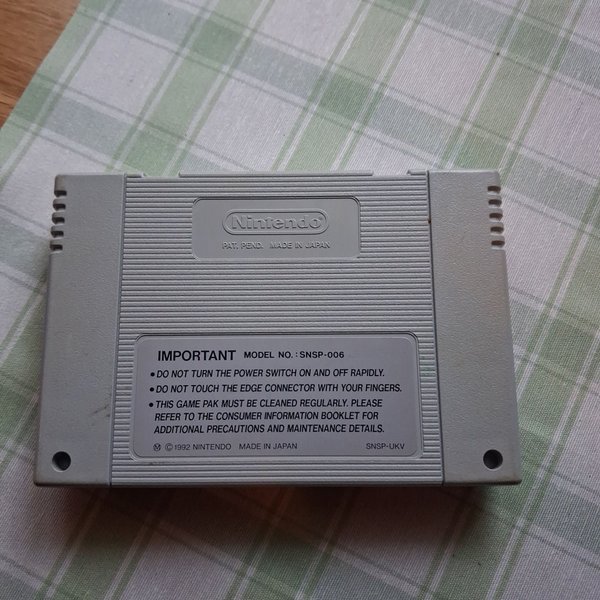 Nintendo
PAT. PEND. MADE IN JAPAN
IMPORTANT MODEL NO. : SNSP-006
• DO NOT TURN THE POWER SWITCH ON AND OFF RAPIDLY.
• DO NOT TOUCH THE EDGE CONNECTOR WITH YOUR FINGERS.
• THIS GAME PAK MUST BE CLEANED REGULARLY. PLEASE
REFER TO THE CONSUMER INFORMATION BOOKLET FOR
ADDITIONAL PRECAUTIONS AND MAINTENANCE DETAILS.
Ⓜ ©1992 NINTENDO MADE IN JAPAN SNSP-UKV